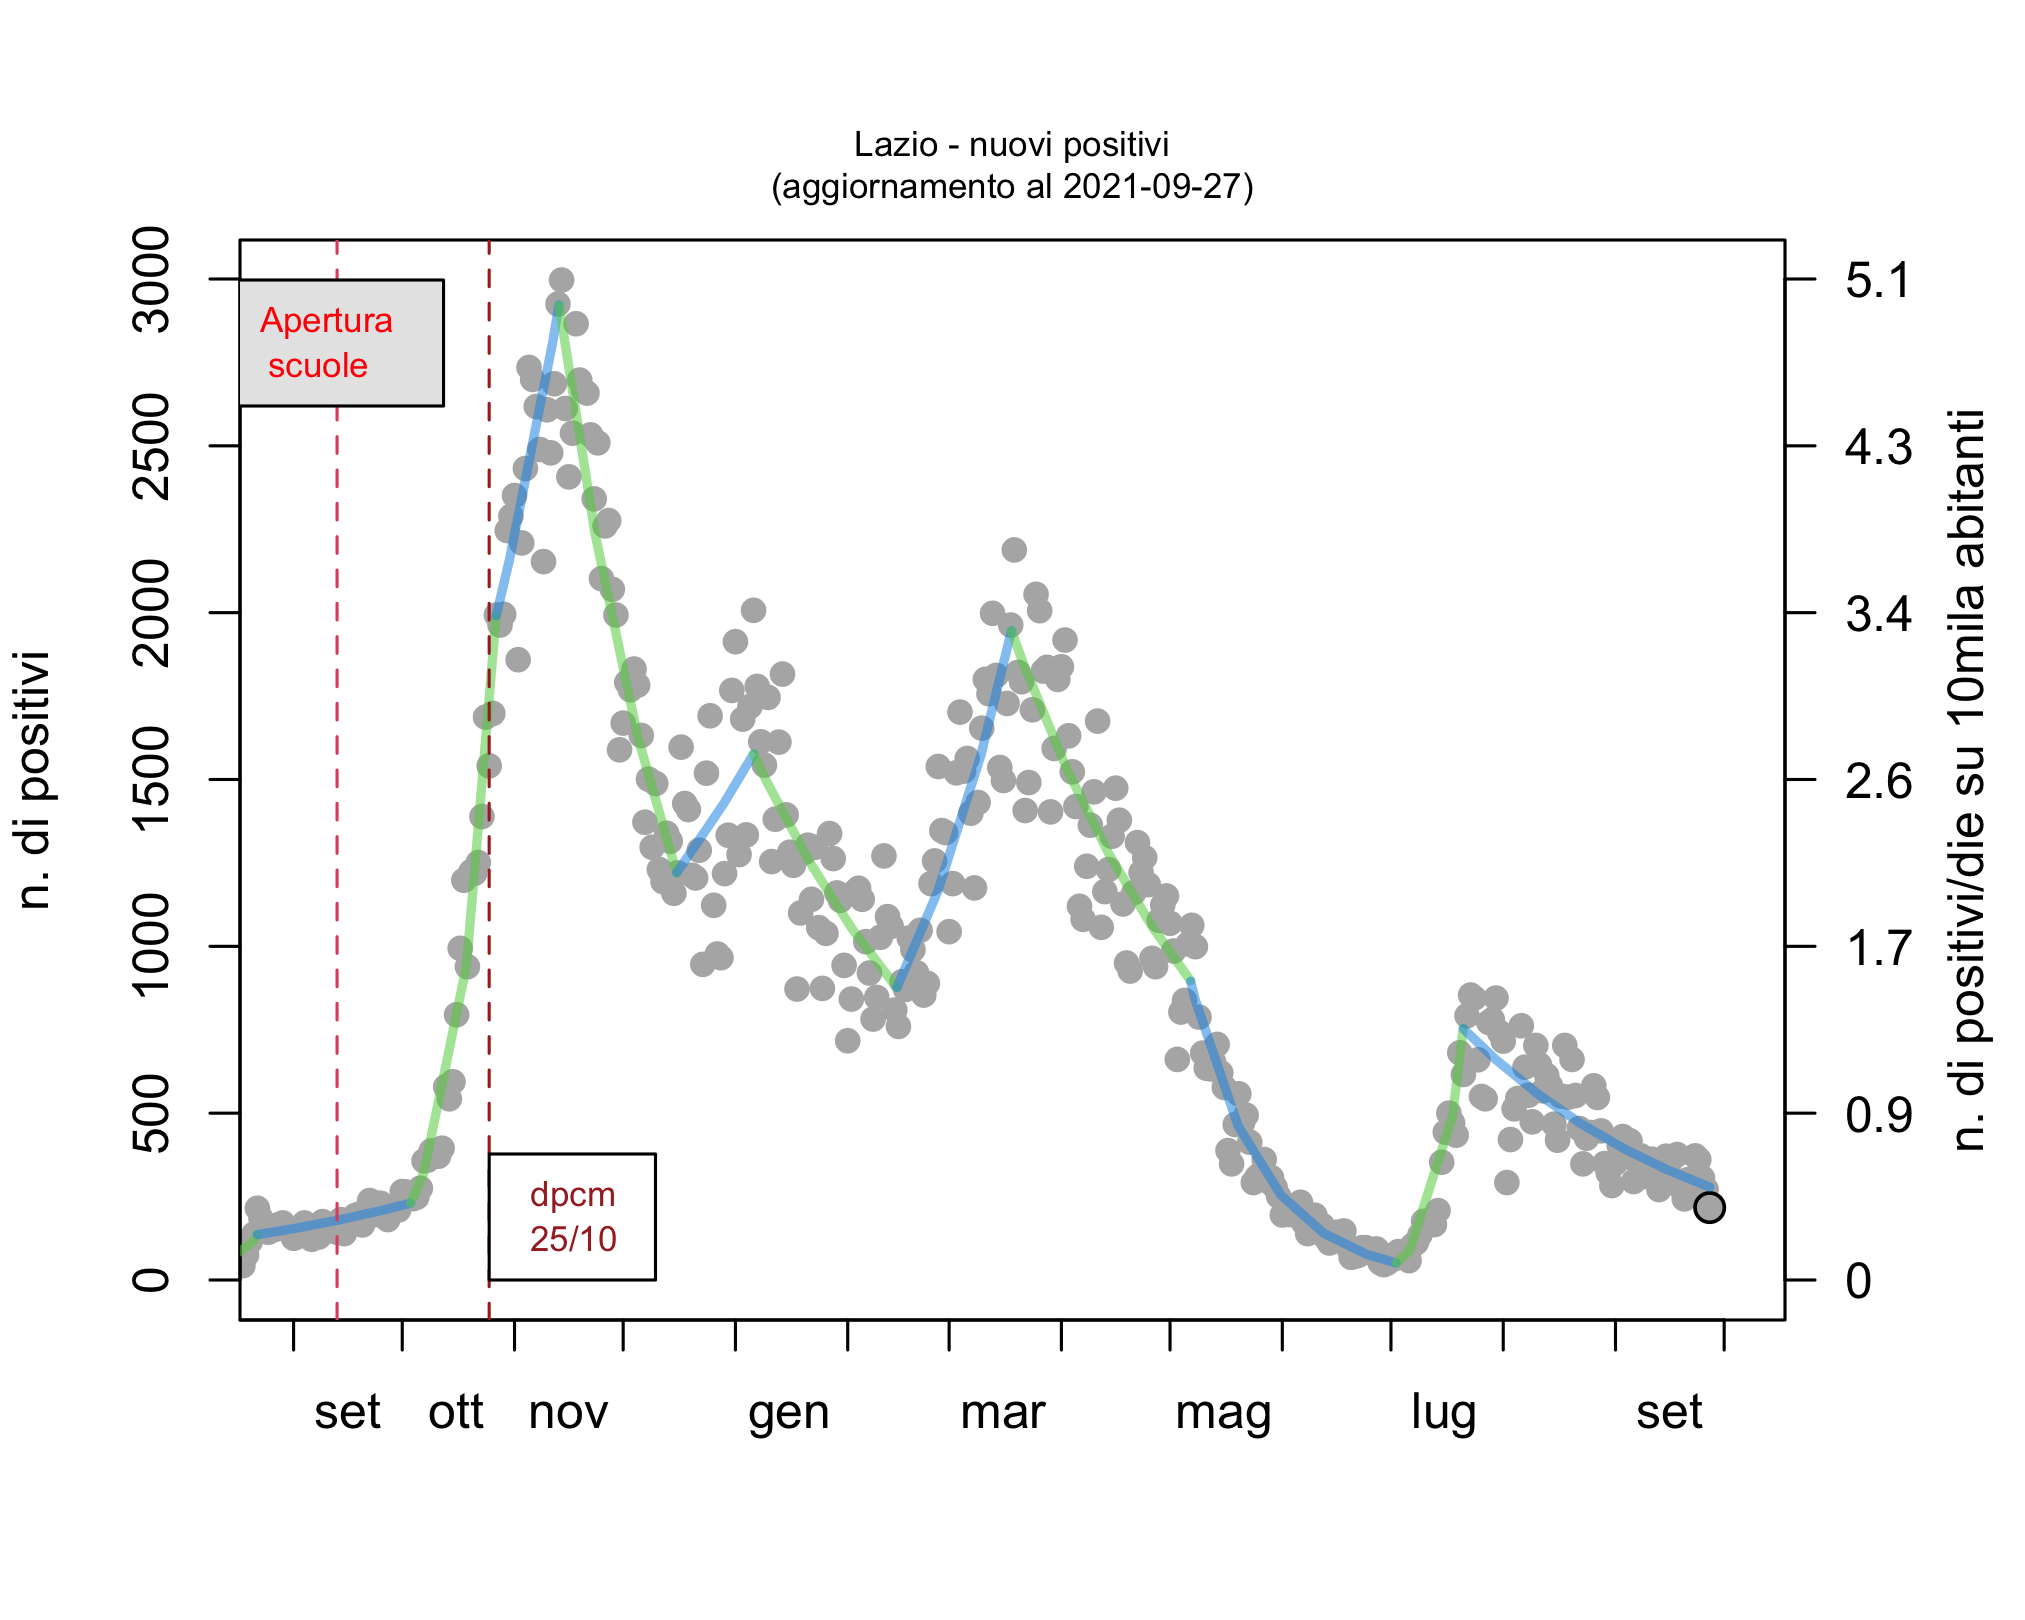 Lazio - nuovi positivi
(aggiornamento al 2021-09-27)
n. di positivi
3000
2500
2000
1500
1000
500
0
Apertura
scuole
dpcm
25/10
5.1
4.3
3.4
2.6
1.7
0.9
0
n. di positivi/die su 10mila abitanti
set ott nov gen mar mag lug set